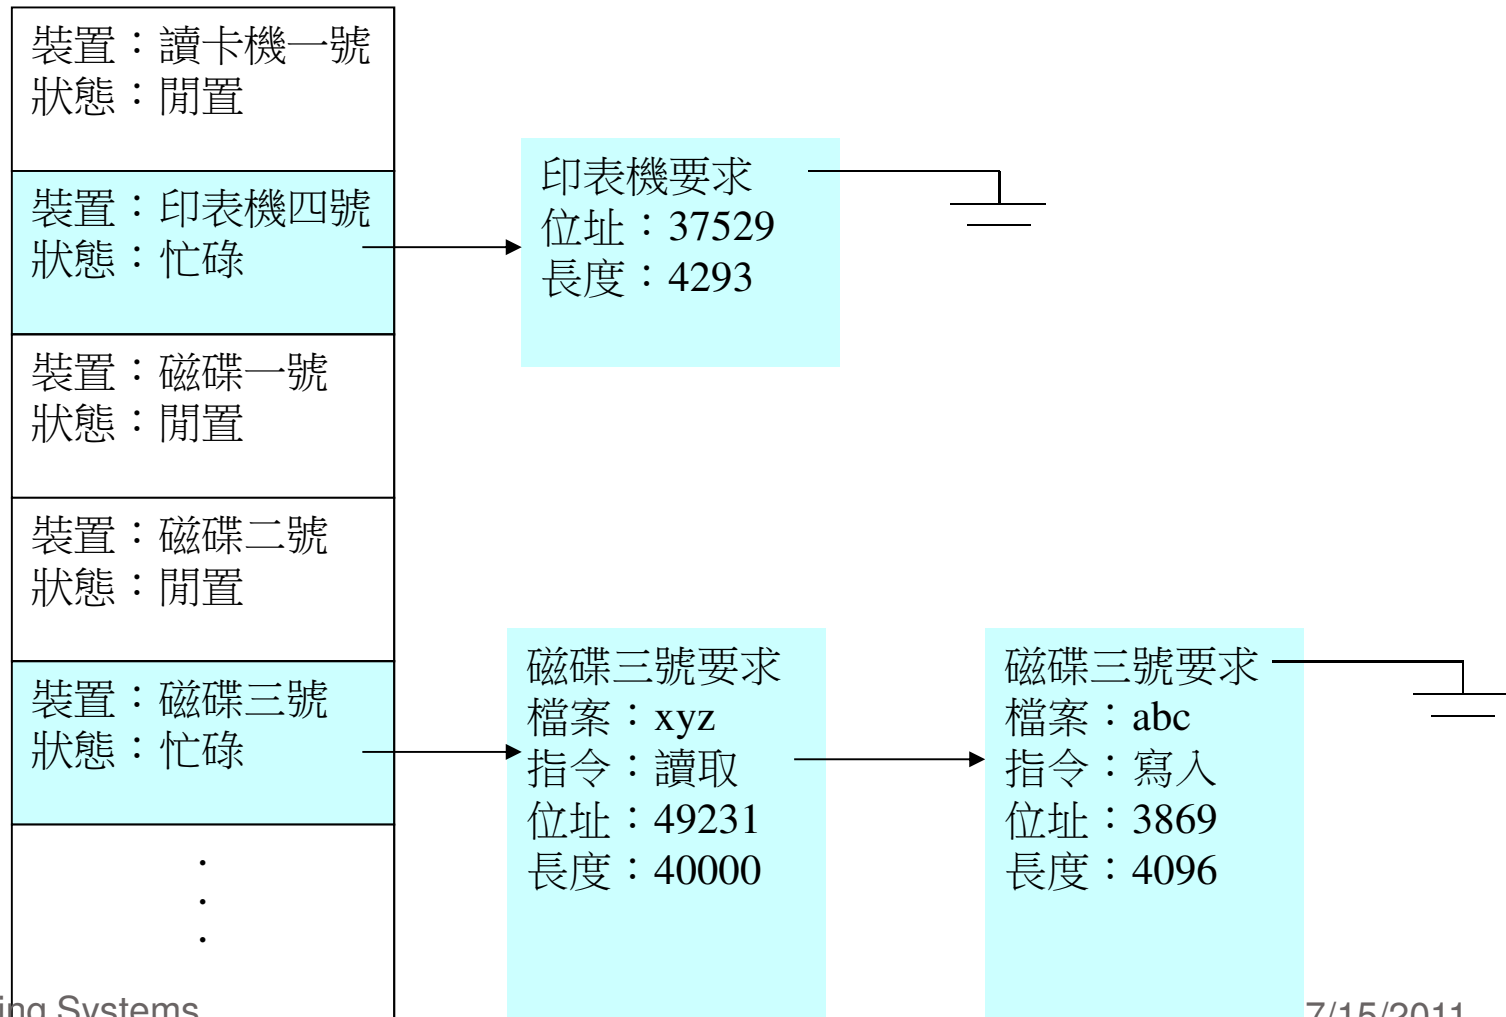 裝置：讀卡機一號
狀態：閒置
裝置：印表機四號
狀態：忙碌
印表機要求
位址：37529
長度：4293
裝置：磁碟一號
狀態：閒置
裝置：磁碟二號
狀態：閒置
裝置：磁碟三號
狀態：忙碌
磁碟三號要求
檔案：xyz
指令：讀取
位址：49231
長度：40000
磁碟三號要求
檔案：abc
指令：寫入
位址：3869
長度：4096
ing Systems
7/15/2011